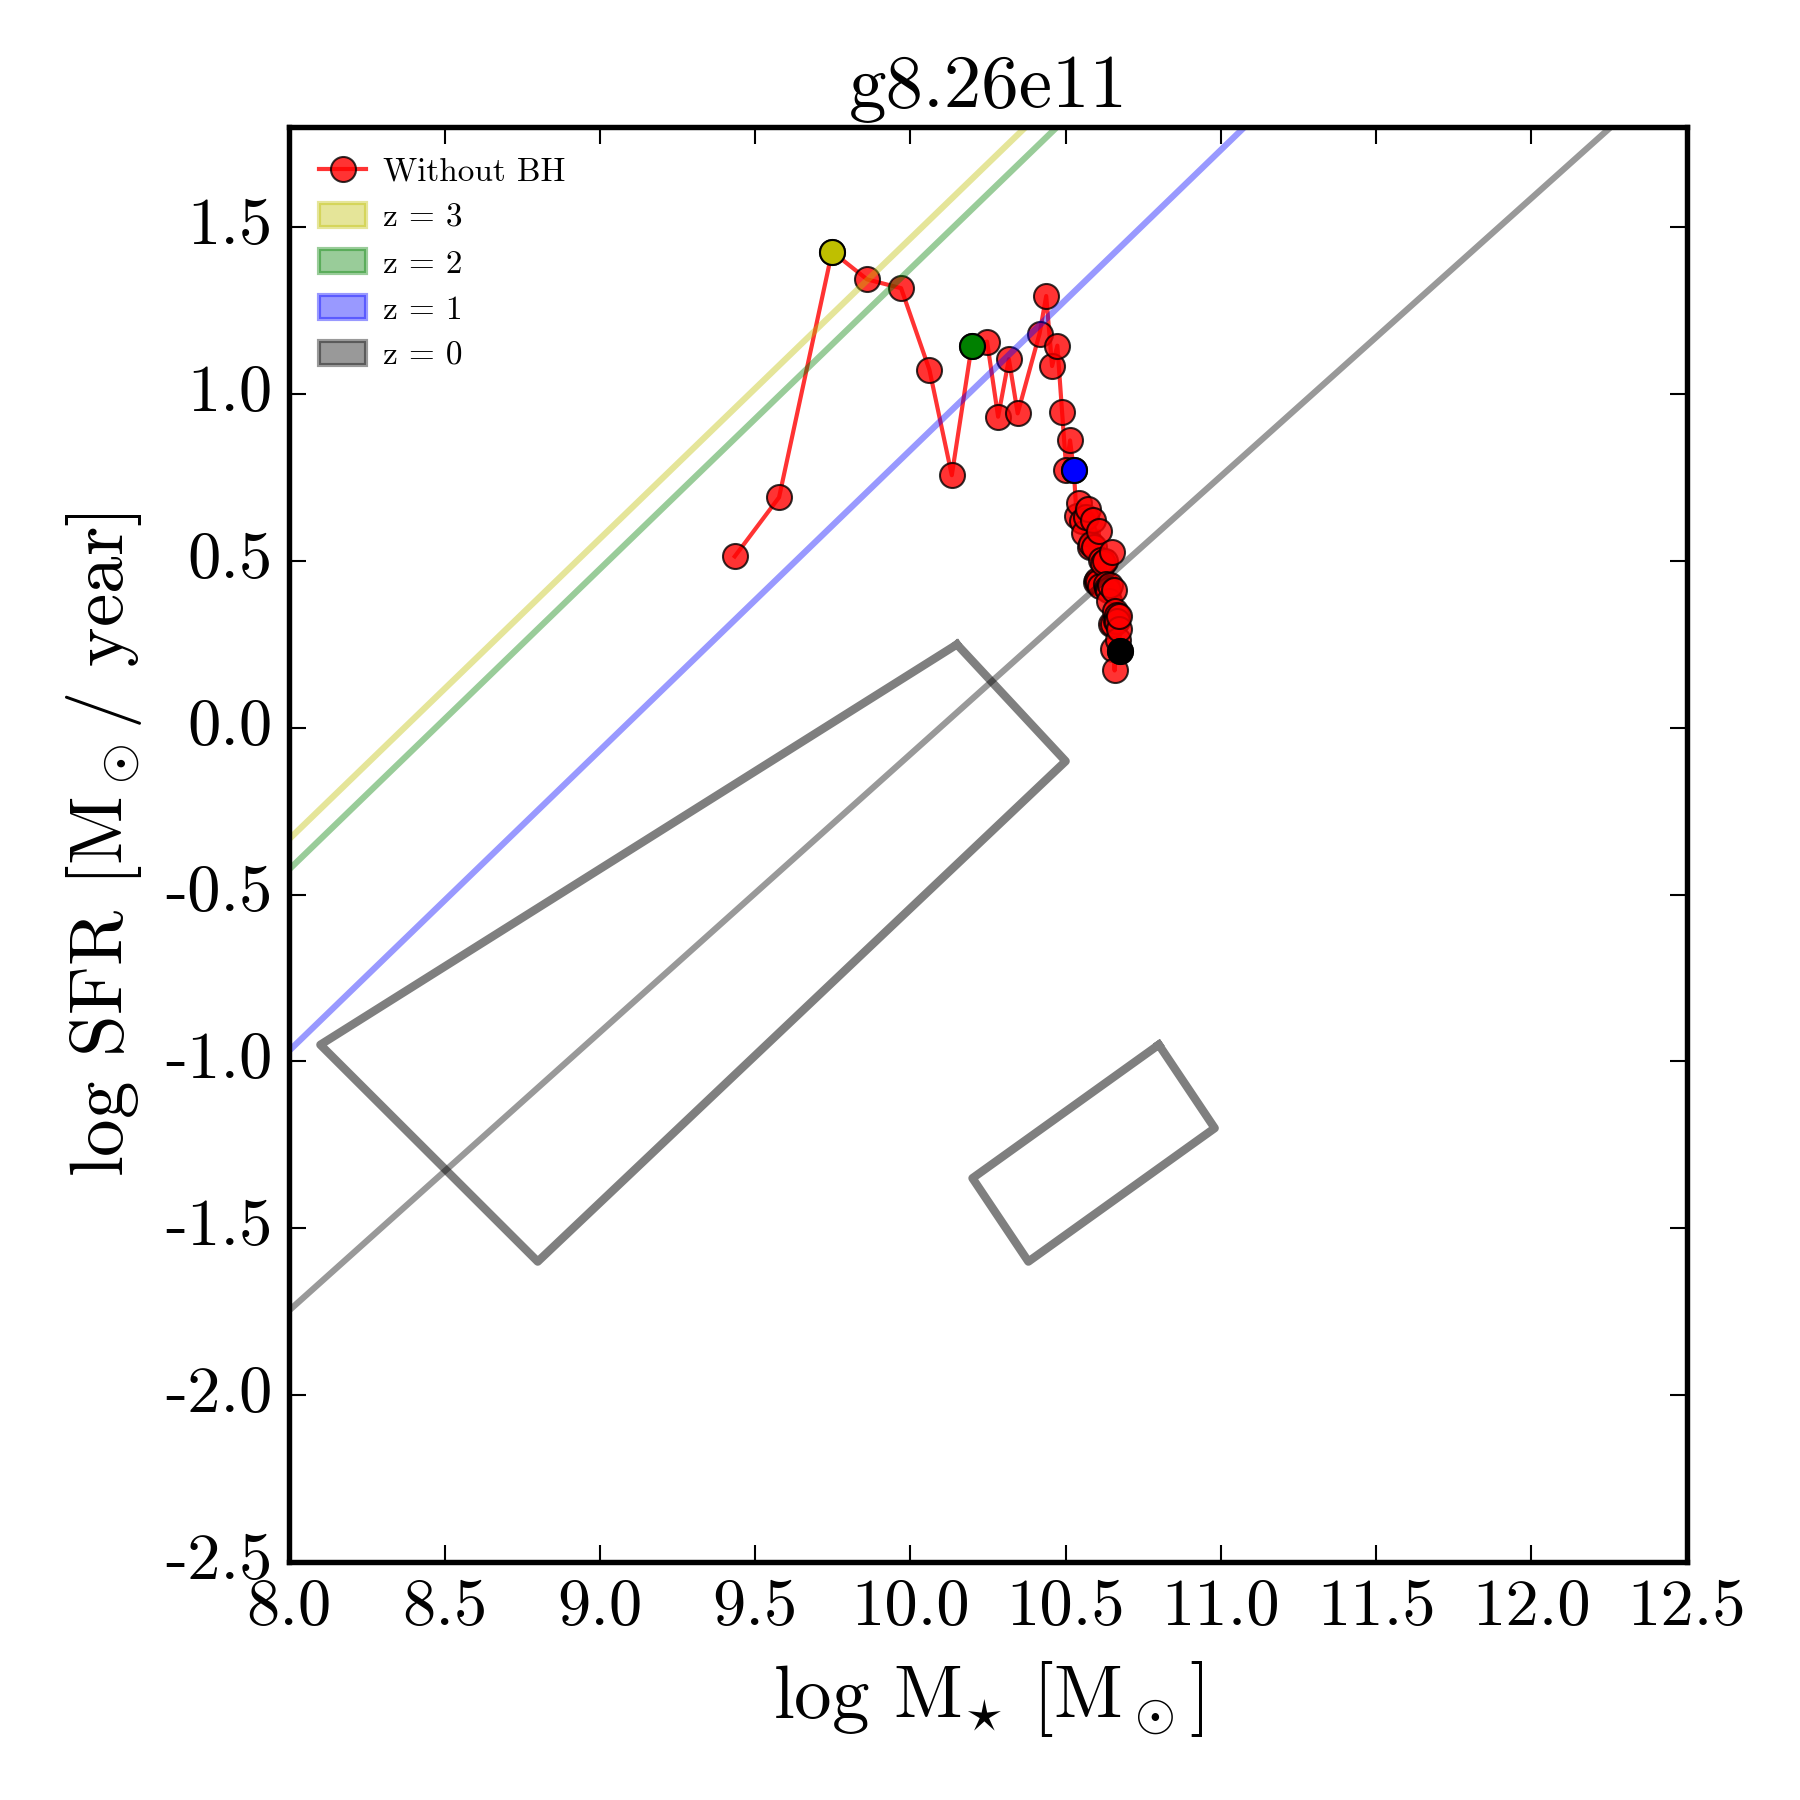 g8.26e11
Without BH
z = 3
z = 2
z = 1
z = 0
1.5
1.0
0.5
0.0
-0.5
-1.0
-1.5
-2.0
-2.5
log SFR [M⊙/ year]
8.0 8.5 9.0 9.5 10.0 10.5 11.0 11.5 12.0 12.5
log M⋆ [M⊙]